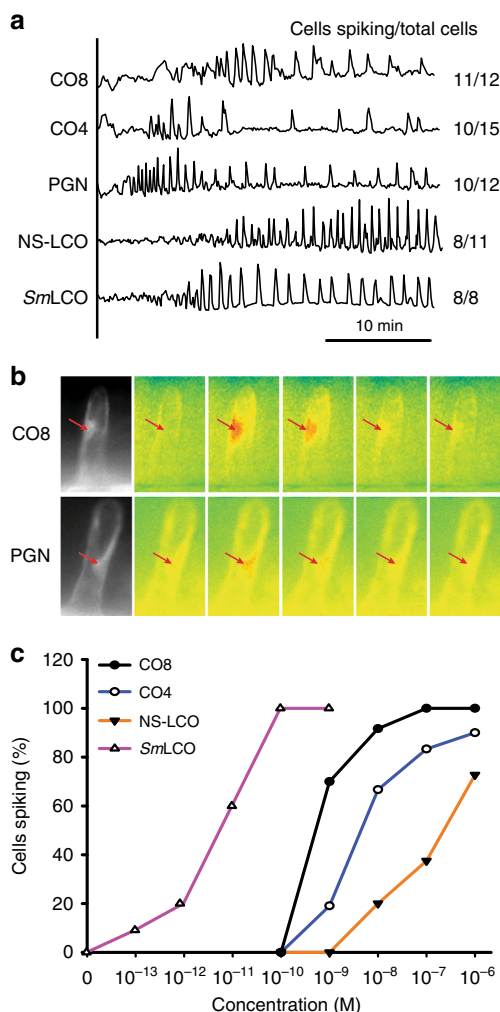 a
Cells spiking/total cells
CO8 11/12
CO4 10/15
PGN 10/12
NS-LCO 8/11
SmLCO 8/8
10 min
b
CO8
PGN
c
120
100
80
60
40
20
0
Cells spiking (%)
CO8
CO4
NS-LCO
SmLCO
0 10⁻¹³ 10⁻¹² 10⁻¹¹ 10⁻¹⁰ 10⁻⁹ 10⁻⁸ 10⁻⁷ 10⁻⁶
Concentration (M)